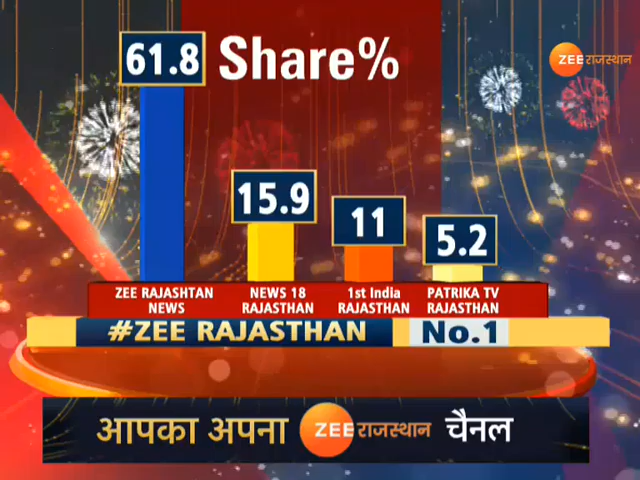 61.8 Share%
ZEE राजस्थान
15.9
11
5.2
ZEE RAJASHTAN
NEWS
NEWS 18
RAJASTHAN
1st India
RAJASTHAN
PATRIKA TV
RAJASTHAN
#ZEE RAJASTHAN No.1
आपका अपना ZEE राजस्थान चैनल